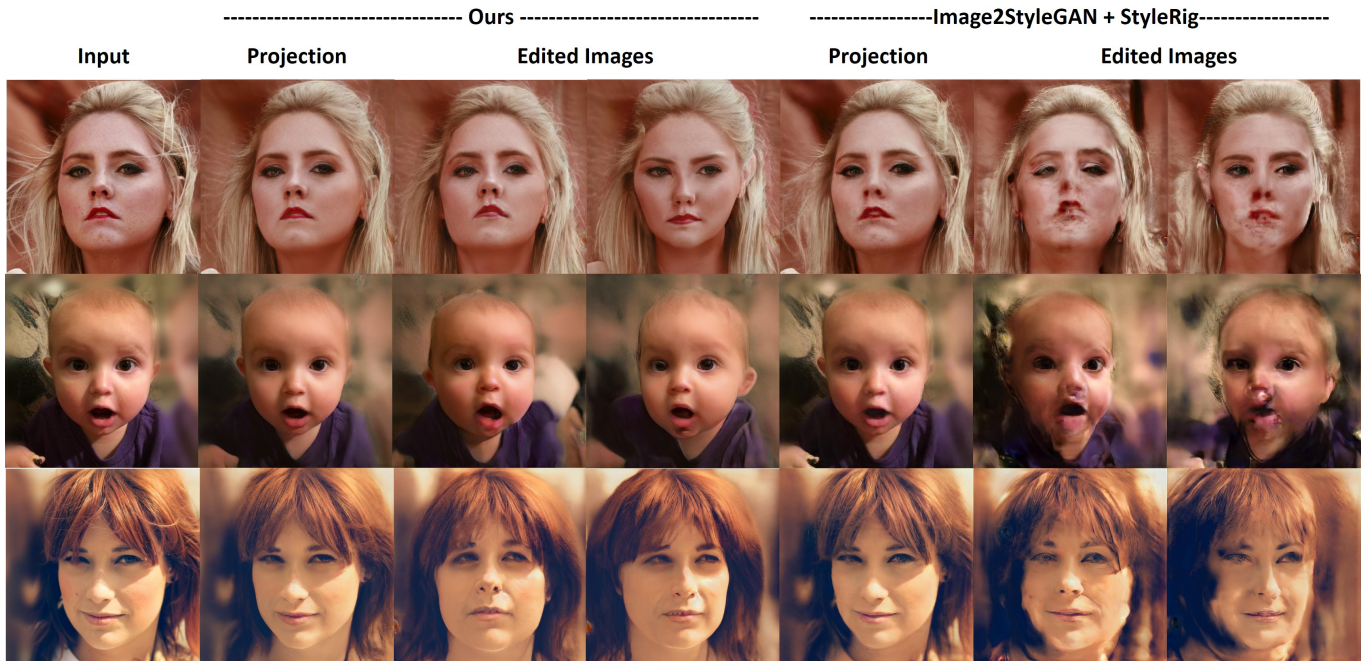 ---------------------------------- Ours ----------------------------------
-----------------Image2StyleGAN + StyleRig------------------
Input Projection Edited Images Projection Edited Images